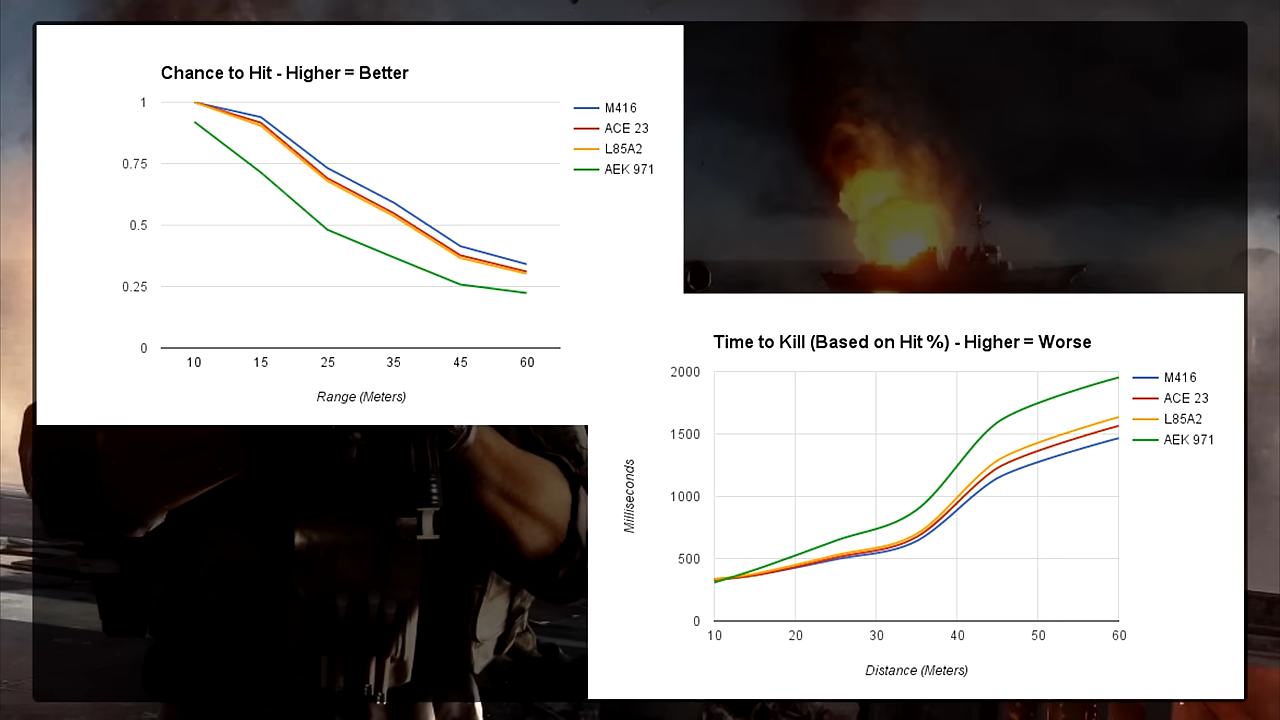 Chance to Hit - Higher = Better
1
0.75
0.5
0.25
0
10 15 25 35 45 60
Range (Meters)
M416
ACE 23
L85A2
AEK 971
Time to Kill (Based on Hit %) - Higher = Worse
2000
1500
1000
500
0
Milliseconds
10 20 30 40 50 60
Distance (Meters)
M416
ACE 23
L85A2
AEK 971